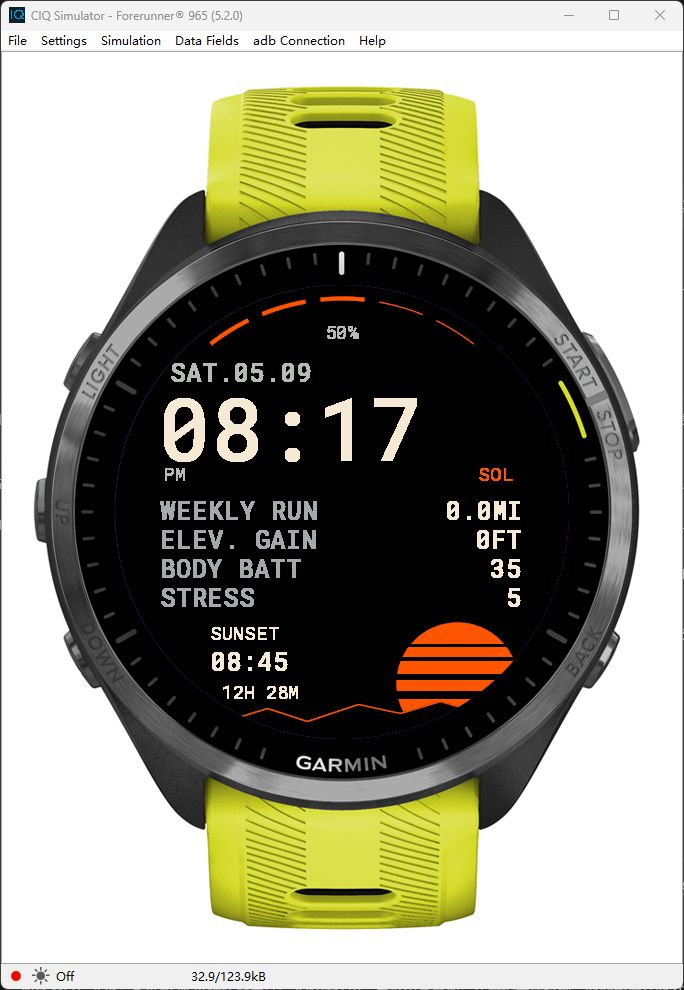 CIQ Simulator - Forerunner® 965 (5.2.0)
File Settings Simulation Data Fields adb Connection Help
50%
LIGHT
START
STOP
SAT.05.09
08:17
PM
SOL
UP
WEEKLY RUN 0.0MI
ELEV. GAIN 0FT
BODY BATT 35
STRESS 5
DOWN
BACK
SUNSET
08:45
12H 28M
GARMIN
Off 32.9/123.9kB